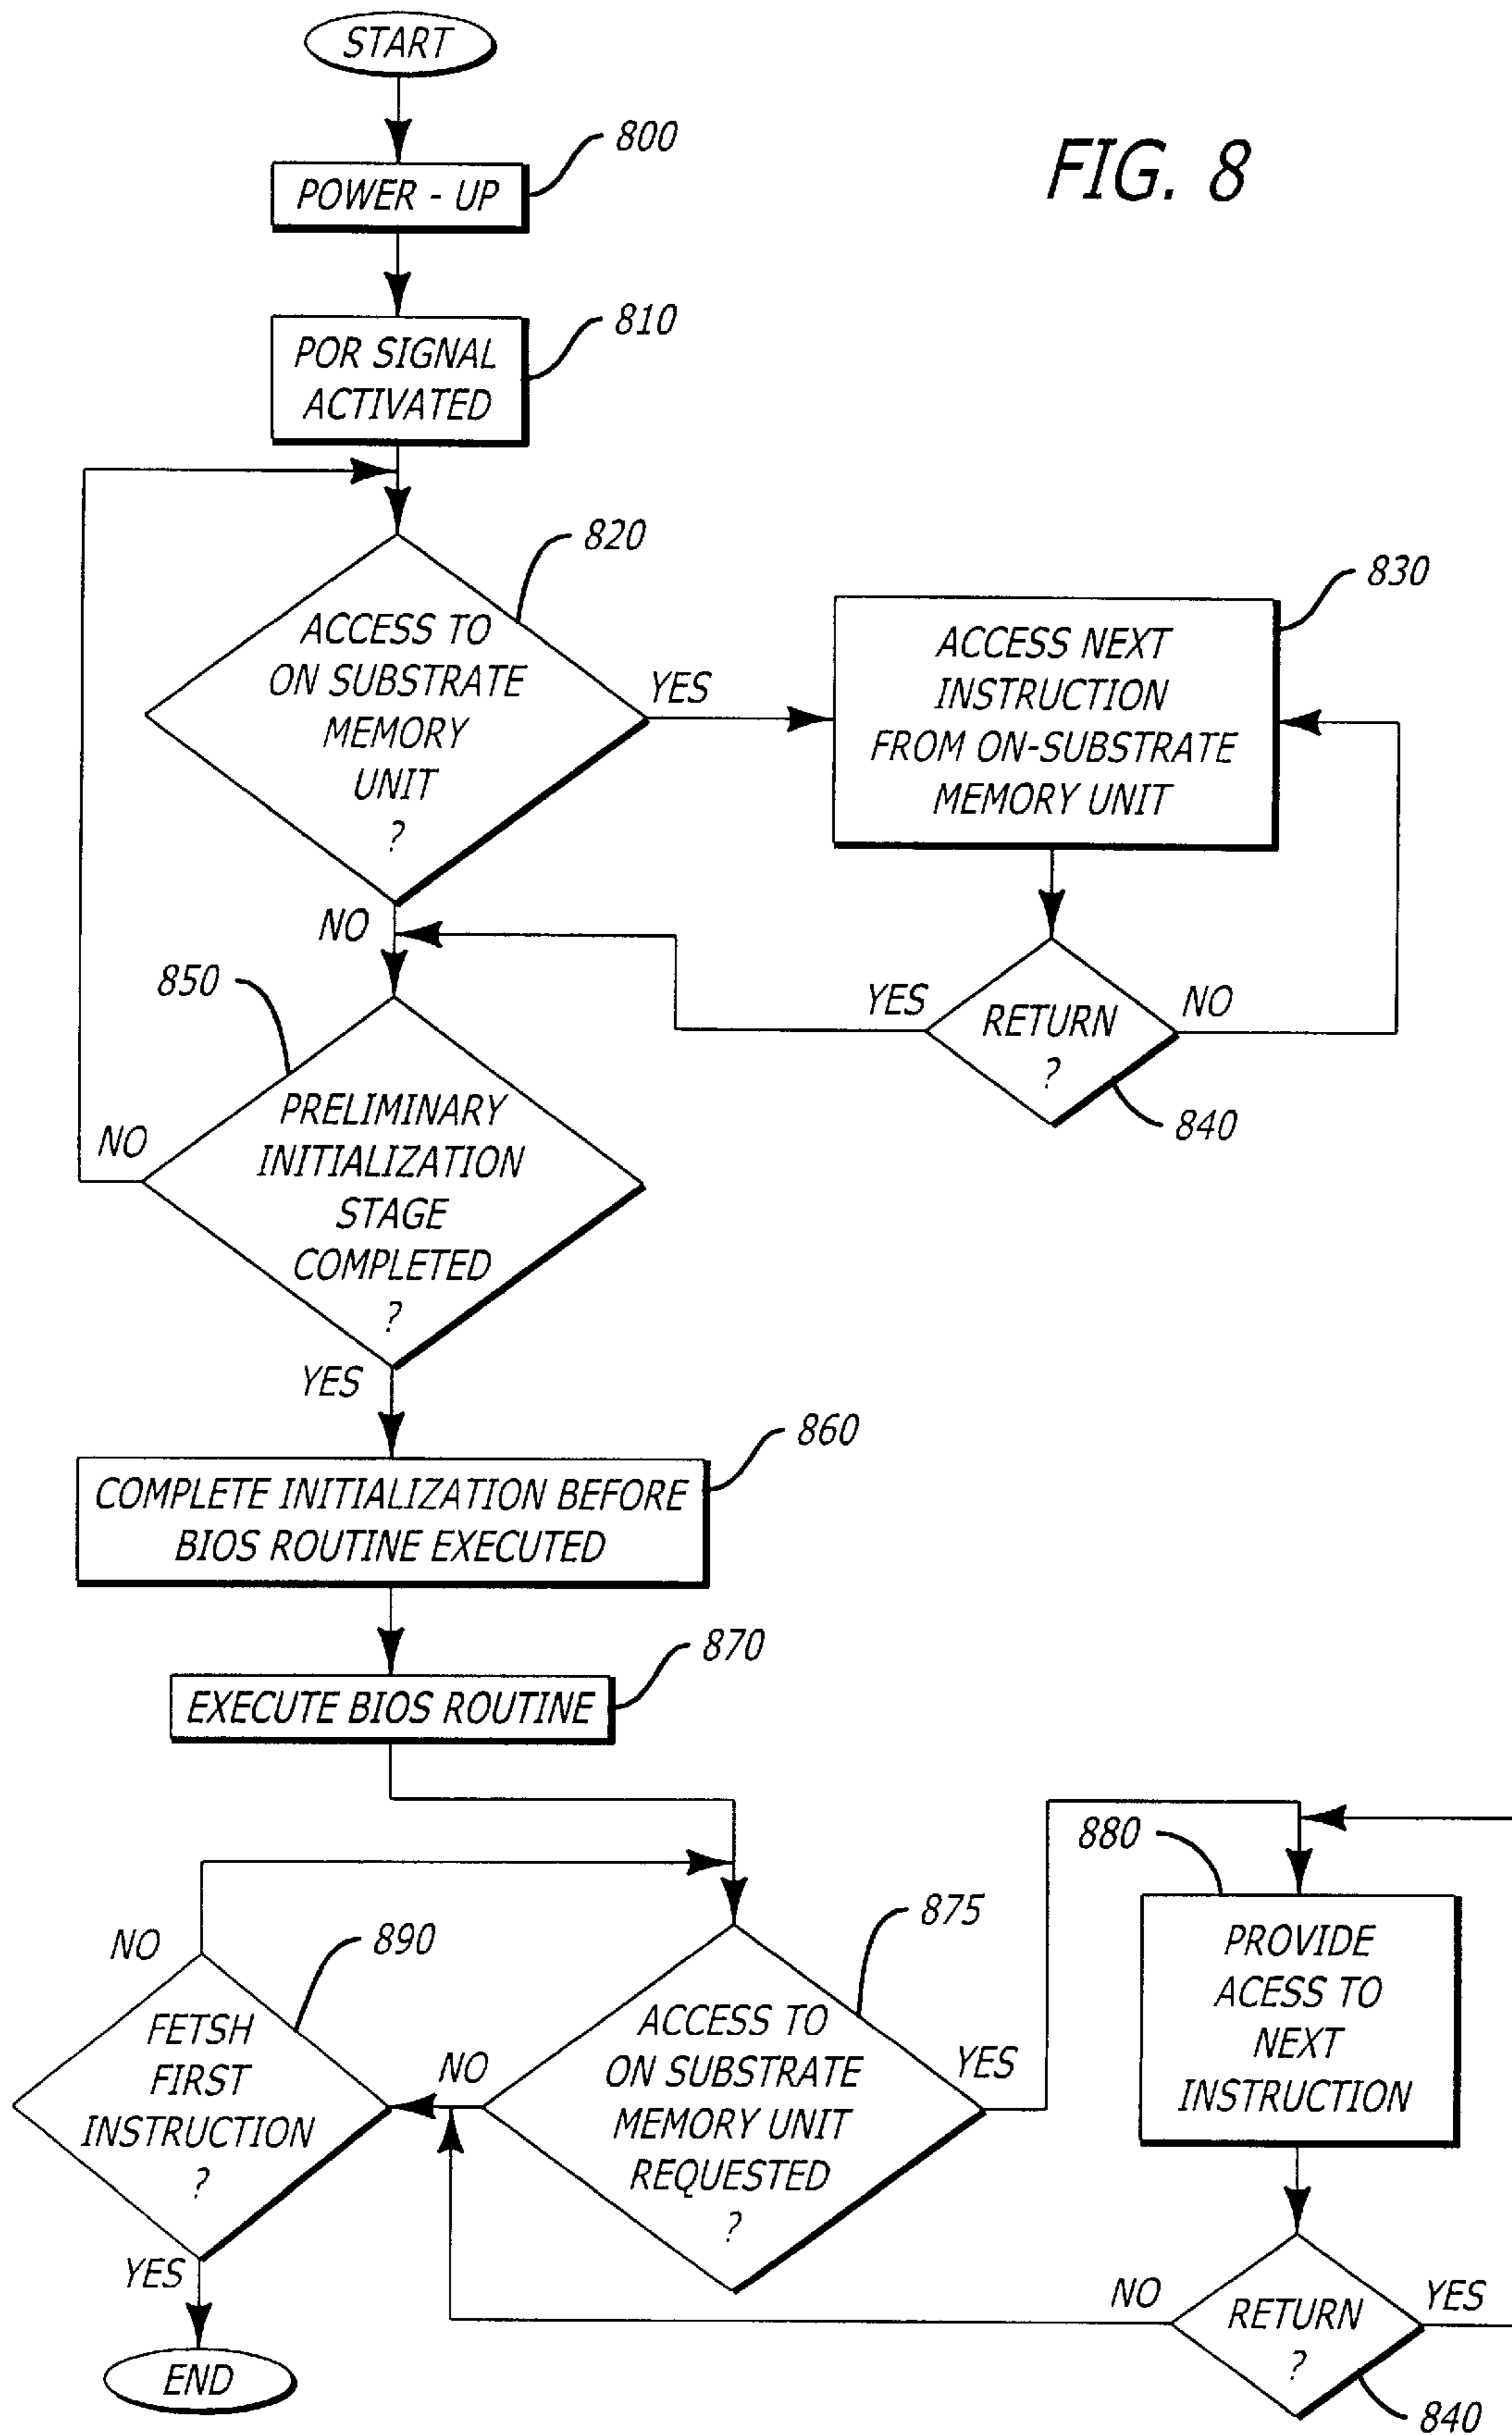 START
800
FIG. 8
POWER - UP
810
POR SIGNAL
ACTIVATED
820
ACCESS TO
ON SUBSTRATE
MEMORY
UNIT
?
YES
830
ACCESS NEXT
INSTRUCTION
FROM ON-SUBSTRATE
MEMORY UNIT
NO
850
YES
RETURN
?
NO
840
PRELIMINARY
INITIALIZATION
STAGE
COMPLETED
?
NO
YES
860
COMPLETE INITIALIZATION BEFORE
BIOS ROUTINE EXECUTED
870
EXECUTE BIOS ROUTINE
880
875
NO
890
FETSH
FIRST
INSTRUCTION
?
NO
ACCESS TO
ON SUBSTRATE
MEMORY UNIT
REQUESTED
?
YES
PROVIDE
ACESS TO
NEXT
INSTRUCTION
YES
NO
RETURN
?
YES
840
END